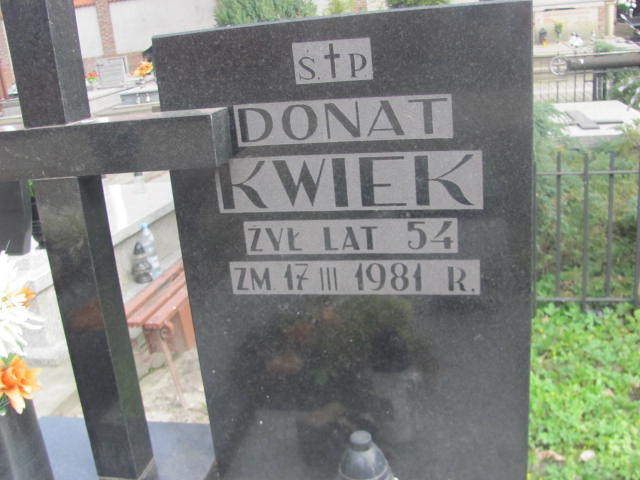 Ś.✝P.
DONAT
KWIEK
ŻYŁ LAT 54
ZM 17 III 1981 R.